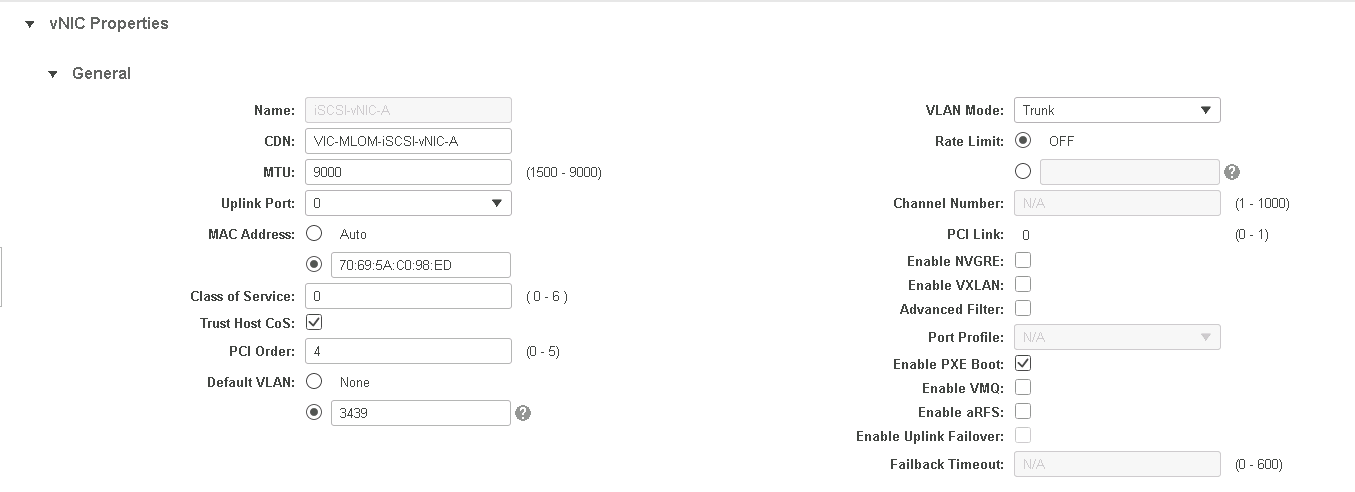 vNIC Properties
General
Name: iSCSI-vNIC-A
CDN: VIC-MLOM-iSCSI-vNIC-A
MTU: 9000 (1500 - 9000)
Uplink Port: 0
MAC Address: Auto
70:69:5A:C0:98:ED
Class of Service: 0 ( 0 - 6 )
Trust Host CoS:
PCI Order: 4 (0 - 5)
Default VLAN: None
3439
VLAN Mode: Trunk
Rate Limit: OFF
Channel Number: N/A (1 - 1000)
PCI Link: 0 (0 - 1)
Enable NVGRE:
Enable VXLAN:
Advanced Filter:
Port Profile: N/A
Enable PXE Boot:
Enable VMQ:
Enable aRFS:
Enable Uplink Failover:
Failback Timeout: N/A (0 - 600)